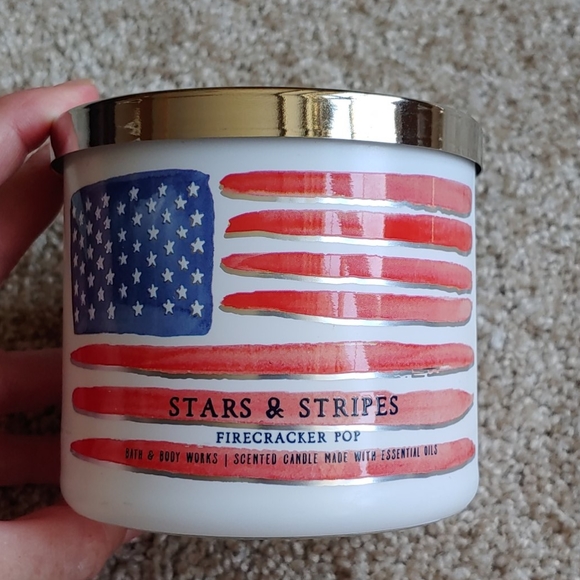 STARS & STRIPES
FIRECRACKER POP
BATH & BODY WORKS | SCENTED CANDLE MADE WITH ESSENTIAL OILS